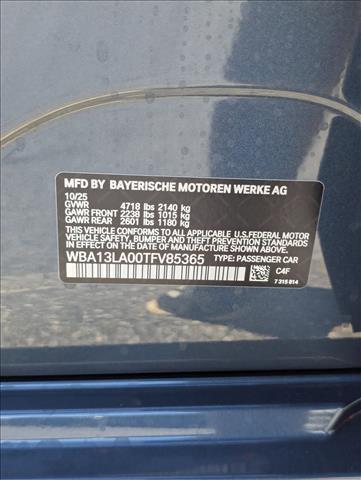 MFD BY BAYERISCHE MOTOREN WERKE AG
10/25
GVWR 4718 lbs 2140 kg
GAWR FRONT 2238 lbs 1015 kg
GAWR REAR 2601 lbs 1180 kg
THIS VEHICLE CONFORMS TO ALL APPLICABLE U.S.FEDERAL MOTOR
VEHICLE SAFETY, BUMPER, AND THEFT PREVENTION STANDARDS IN
EFFECT ON THE DATE OF MANUFACTURE SHOWN ABOVE.
WBA13LA00TFV85365 TYPE: PASSENGER CAR
C4F
7 315 814